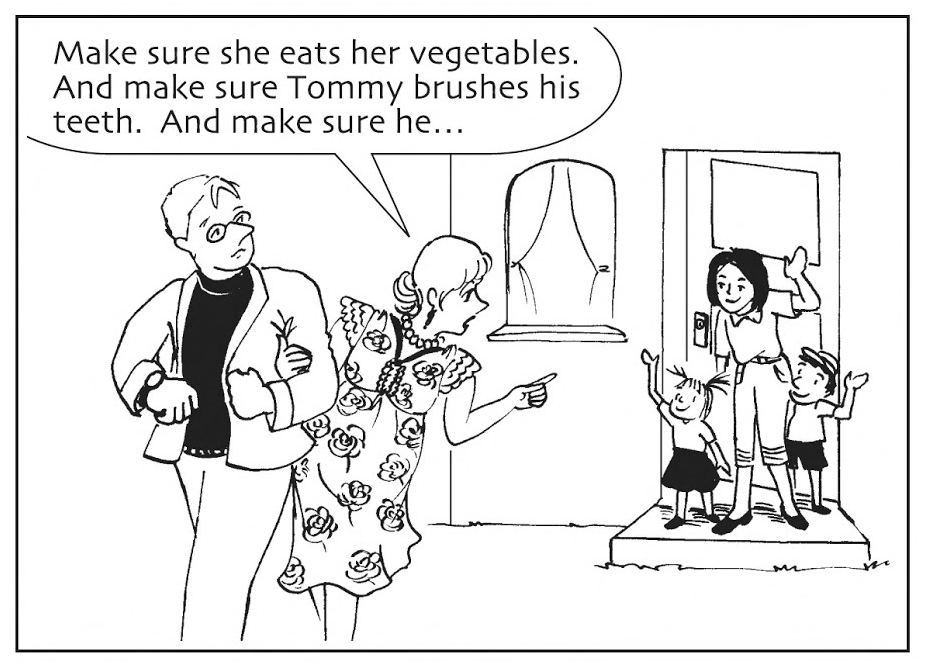 Make sure she eats her vegetables.
And make sure Tommy brushes his
teeth.  And make sure he...